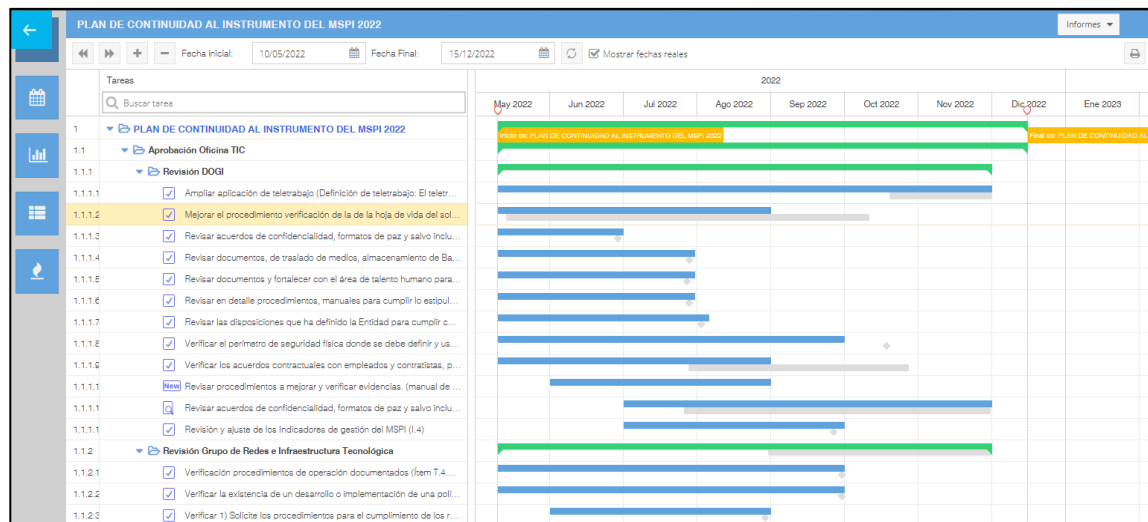 PLAN DE CONTINUIDAD AL INSTRUMENTO DEL MSPI 2022
Informes
Fecha inicial: 10/05/2022 Fecha Final: 15/12/2022 Mostrar fechas reales
Tareas
2022
Buscar tarea
May 2022 Jun 2022 Jul 2022 Ago 2022 Sep 2022 Oct 2022 Nov 2022 Dic 2022 Ene 2023
1 PLAN DE CONTINUIDAD AL INSTRUMENTO DEL MSPI 2022
Inicio de: PLAN DE CONTINUIDAD AL INSTRUMENTO DEL MSPI 2022
Final de: PLAN DE CONTINUIDAD AL
1.1 Aprobación Oficina TIC
1.1.1 Revisión DOGI
1.1.1.1 Ampliar aplicación de teletrabajo (Definición de teletrabajo: El teletr...
1.1.1.2 Mejorar el procedimiento verificación de la de la hoja de vida del sol...
1.1.1.3 Revisar acuerdos de confidencialidad, formatos de paz y salvo inclu...
1.1.1.4 Revisar documentos, de traslado de medios, almacenamiento de Ba...
1.1.1.5 Revisar documentos y fortalecer con el área de talento humano para...
1.1.1.6 Revisar en detalle procedimientos, manuales para cumplir lo estipul...
1.1.1.7 Revisar las disposiciones que ha definido la Entidad para cumplir c...
1.1.1.8 Verificar el perímetro de seguridad física donde se debe definir y us...
1.1.1.9 Verificar los acuerdos contractuales con empleados y contratistas, p...
1.1.1.1 New Revisar procedimientos a mejorar y verificar evidencias. (manual de ...
1.1.1.1 Revisar acuerdos de confidencialidad, formatos de paz y salvo inclu...
1.1.1.1 Revisión y ajuste de los Indicadores de gestión del MSPI (I.4)
1.1.2 Revisión Grupo de Redes e Infraestructura Tecnológica
1.1.2.1 Verificación procedimientos de operación documentados (Ítem T.4....
1.1.2.2 Verificar la existencia de un desarrollo o implementación de una polí...
1.1.2.3 Verificar 1) Solicite los procedimientos para el cumplimiento de los r...